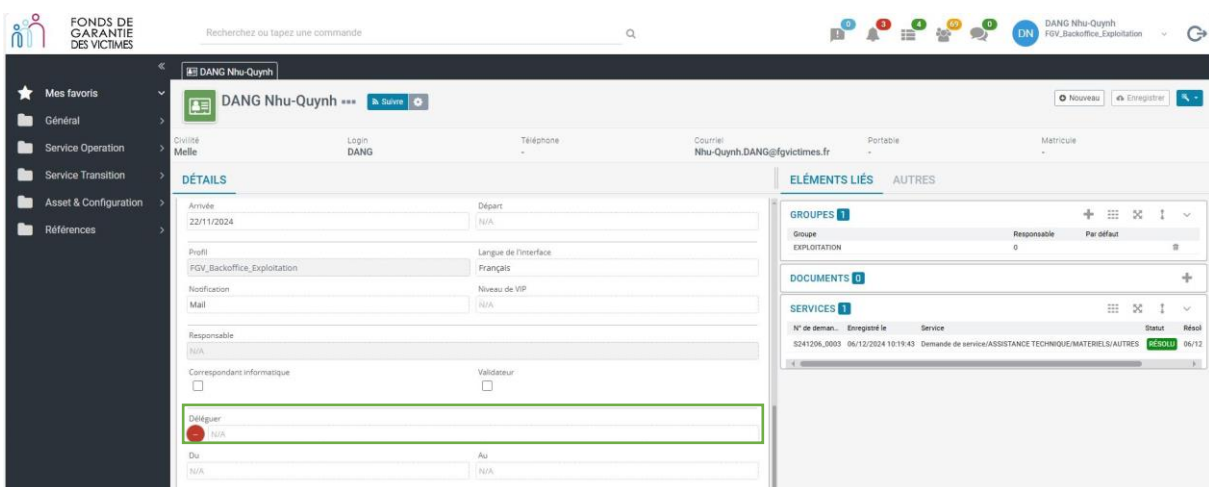 FONDS DE
GARANTIE
DES VICTIMES
Recherchez ou tapez une commande
0 3 4 69 0
DN
DANG Nhu-Quynh
FGV_Backoffice_Exploitation
Mes favoris
Général
Service Operation
Service Transition
Asset & Configuration
Références
DANG Nhu-Quynh
DANG Nhu-Quynh
Suivre
Nouveau
Enregistrer
Civilité Login Téléphone Courriel Portable Matricule
Melle DANG - Nhu-Quynh.DANG@fgvictimes.fr - -
DÉTAILS
Arrivée Départ
22/11/2024 N/A
Profil Langue de l'interface
FGV_Backoffice_Exploitation Français
Notification Niveau de VIP
Mail N/A
Responsable
N/A
Correspondant informatique Validateur
Déléguer
N/A
Du Au
N/A N/A
ELÉMENTS LIÉS AUTRES
GROUPES 1
Groupe Responsable Par défaut
EXPLOITATION 0
DOCUMENTS 0
SERVICES 1
N° de deman... Enregistré le Service Statut Résol
S241206_0003 06/12/2024 10:19:43 Demande de service/ASSISTANCE TECHNIQUE/MATERIELS/AUTRES RÉSOLU 06/12